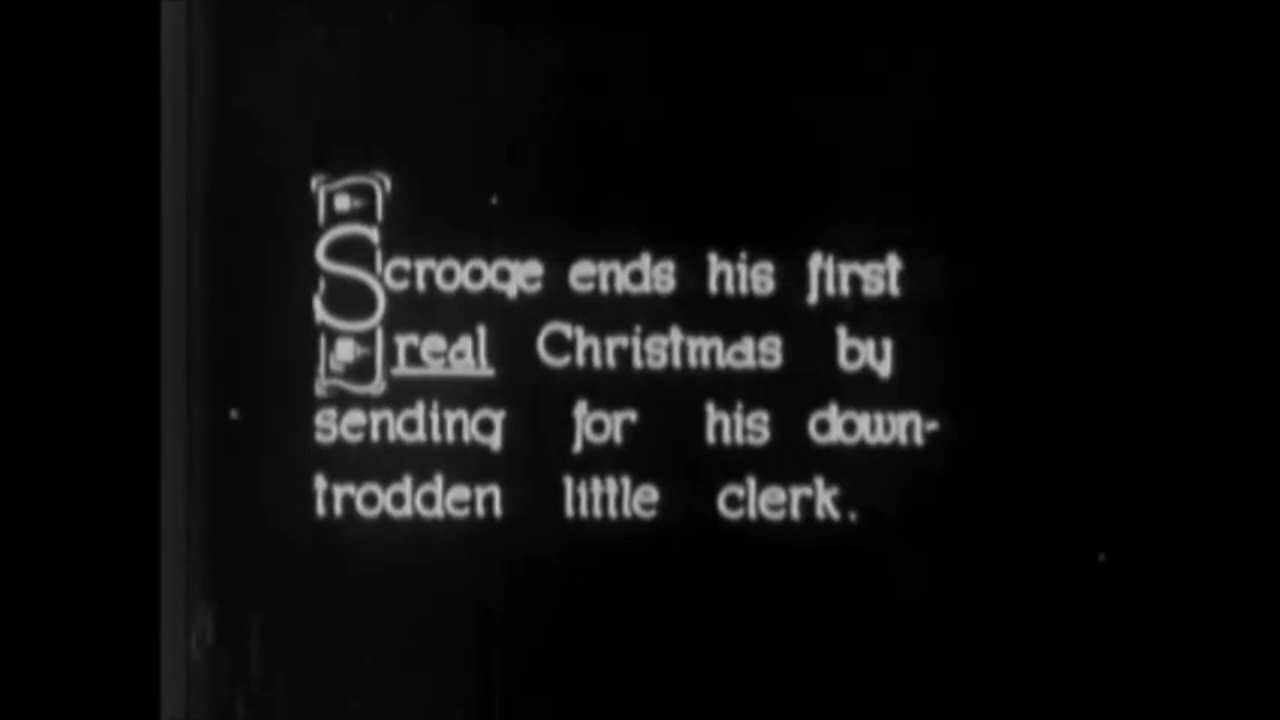 Scrooge ends his first
real Christmas by
sending for his down-
trodden little clerk.